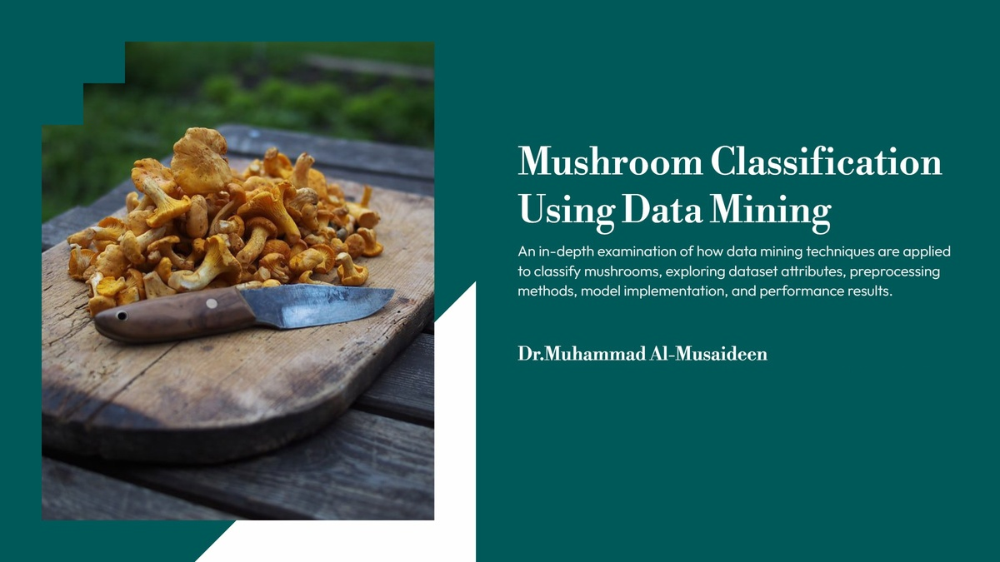 Mushroom Classification
Using Data Mining
An in-depth examination of how data mining techniques are applied
to classify mushrooms, exploring dataset attributes, preprocessing
methods, model implementation, and performance results.
Dr.Muhammad Al-Musaideen